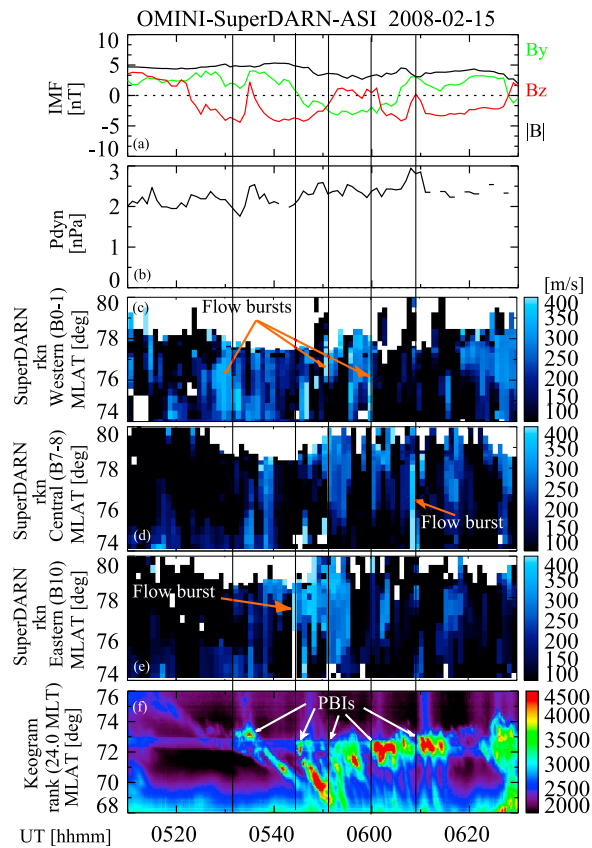 OMINI-SuperDARN-ASI 2008-02-15
10
5
0
-5
-10
IMF
[nT]
(a)
By
Bz
|B|
3
2
1
0
Pdyn
[nPa]
(b)
[m/s]
80
78
76
74
SuperDARN
rkn
Western (B0-1)
MLAT [deg]
(c)
Flow bursts
400
350
300
250
200
150
100
80
78
76
74
SuperDARN
rkn
Central (B7-8)
MLAT [deg]
(d)
Flow burst
400
350
300
250
200
150
100
80
78
76
74
SuperDARN
rkn
Eastern (B10)
MLAT [deg]
(e)
Flow burst
400
350
300
250
200
150
100
76
74
72
70
68
Keogram
rank (24.0 MLT)
MLAT [deg]
(f)
PBIs
4500
4000
3500
3000
2500
2000
UT [hhmm]
0520
0540
0600
0620